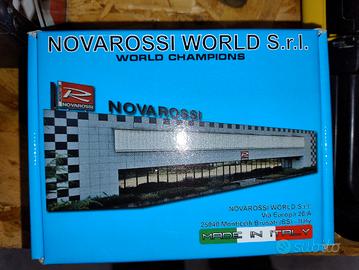 NOVAROSSI WORLD S.r.l.
WORLD CHAMPIONS
R
NOVAROSSI
NOVAROSSI
R
NOVAROSSI WORLD S.r.l.
Via Europa 26/A
25040 Monticelli Brusati (BS) - Italy
MADE IN ITALY
subito